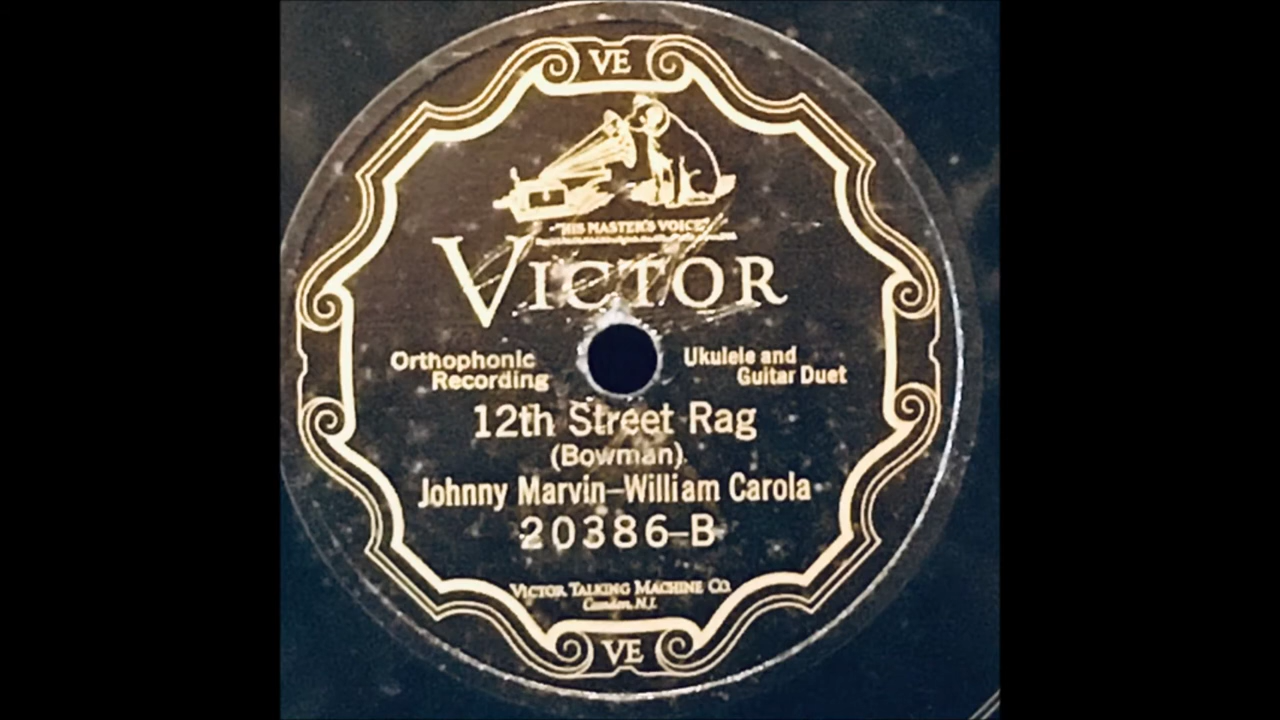 VE
"HIS MASTER'S VOICE"
VICTOR
Orthophonic
Recording
Ukulele and
Guitar Duet
12th Street Rag
(Bowman)
Johnny Marvin-William Carola
20386-B
VICTOR TALKING MACHINE CO.
Camden, N.J.
VE